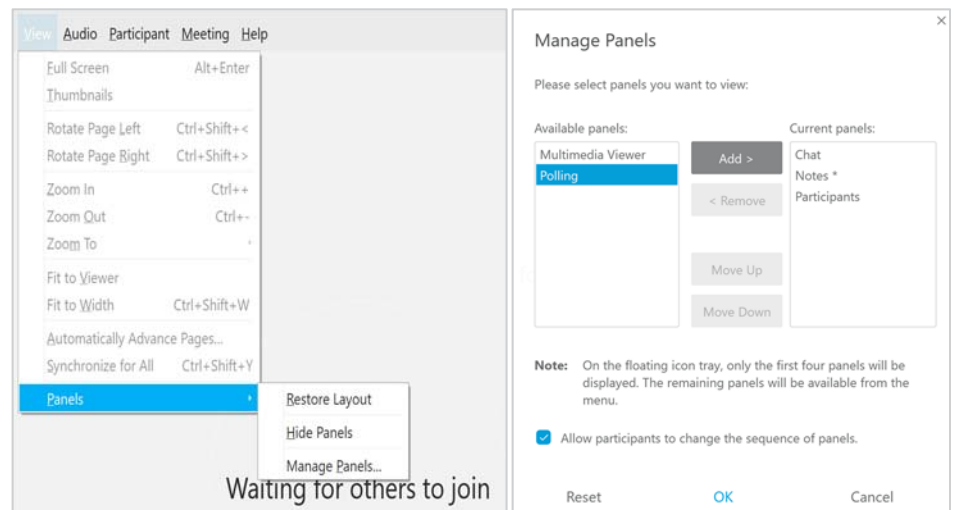 View Audio Participant Meeting Help
Full Screen Alt+Enter
Thumbnails
Rotate Page Left Ctrl+Shift+<
Rotate Page Right Ctrl+Shift+>
Zoom In Ctrl++
Zoom Out Ctrl+-
Zoom To
Fit to Viewer
Fit to Width Ctrl+Shift+W
Automatically Advance Pages...
Synchronize for All Ctrl+Shift+Y
Panels
Restore Layout
Hide Panels
Manage Panels...
Waiting for others to join
Manage Panels
Please select panels you want to view:
Available panels:
Multimedia Viewer
Polling
Add >
< Remove
Move Up
Move Down
Current panels:
Chat
Notes *
Participants
Note: On the floating icon tray, only the first four panels will be
displayed. The remaining panels will be available from the
menu.
Allow participants to change the sequence of panels.
Reset OK Cancel